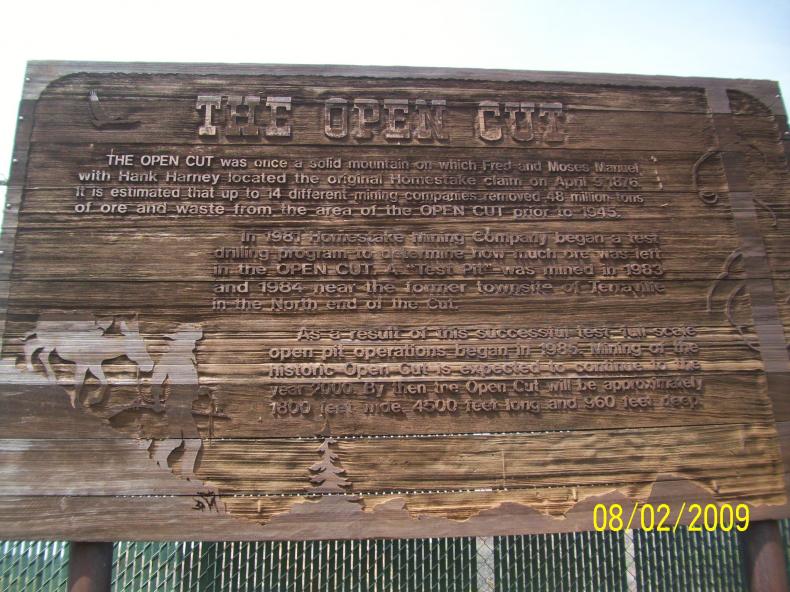 THE OPEN CUT
THE OPEN CUT was once a solid mountain on which Fred and Moses Manuel,
with Hank Harney located the original Homestake claim on April 9, 1876.
It is estimated that up to 14 different mining companies removed 48 million tons
of ore and waste from the area of the OPEN CUT prior to 1945.
In 1981 Homestake Mining Company began a test
drilling program to determine how much ore was left
in the OPEN CUT. A "Test Pit" was mined in 1983
and 1984 near the former townsite of Terraville
in the North end of the Cut.
As a result of this successful test full scale
open pit operations began in 1985. Mining of the
historic Open Cut is expected to continue to the
year 2000. By then the Open Cut will be approximately
1800 feet wide, 4500 feet long and 960 feet deep.
08/02/2009